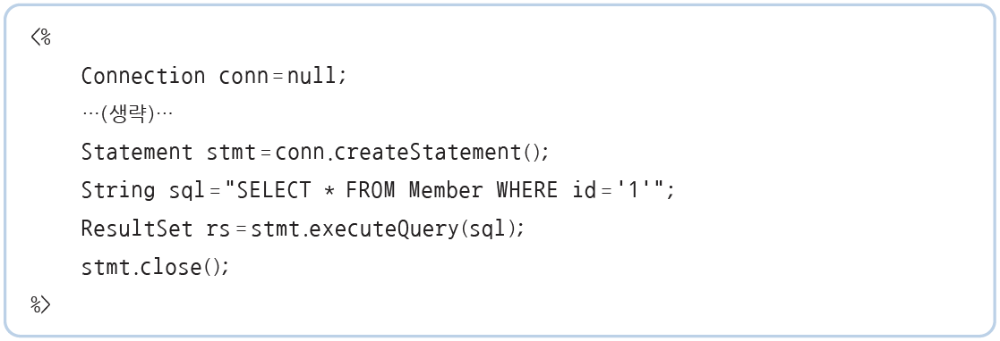 <%
Connection conn=null;
…(생략)…
Statement stmt=conn.createStatement();
String sql="SELECT * FROM Member WHERE id='1'";
ResultSet rs=stmt.executeQuery(sql);
stmt.close();
%>